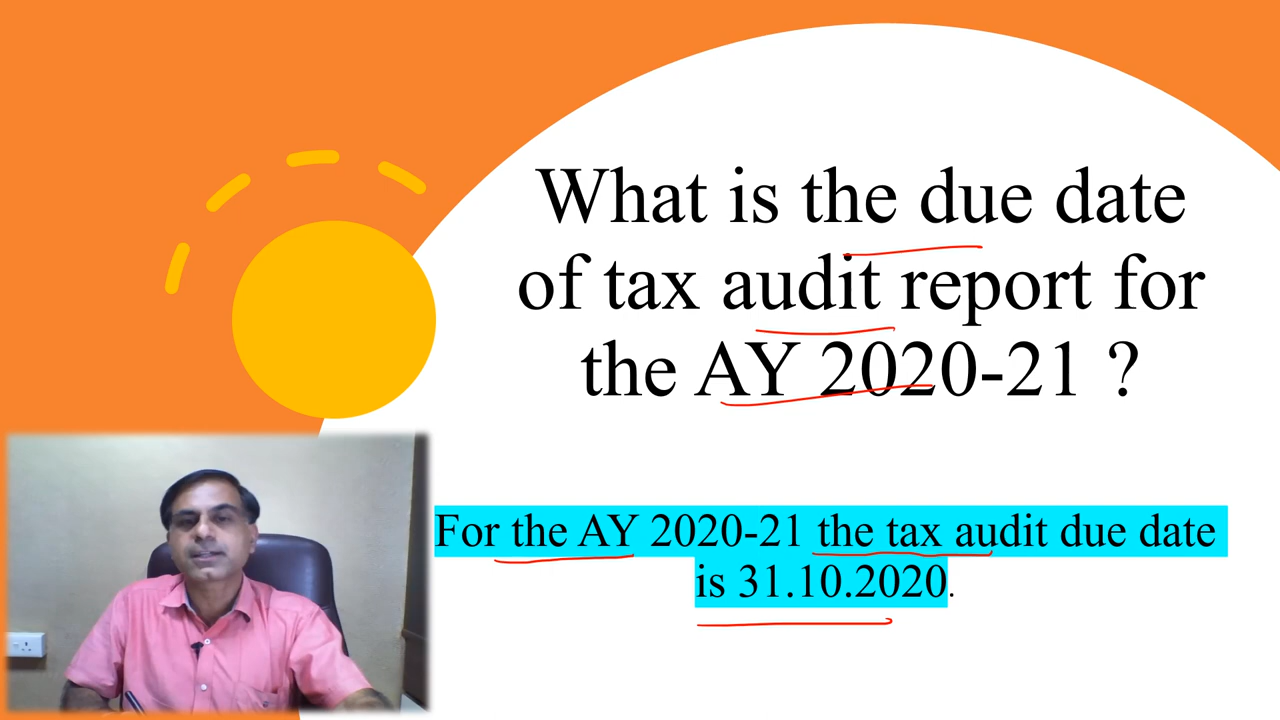 What is the due date
of tax audit report for
the AY 2020-21 ?
For the AY 2020-21 the tax audit due date
is 31.10.2020.